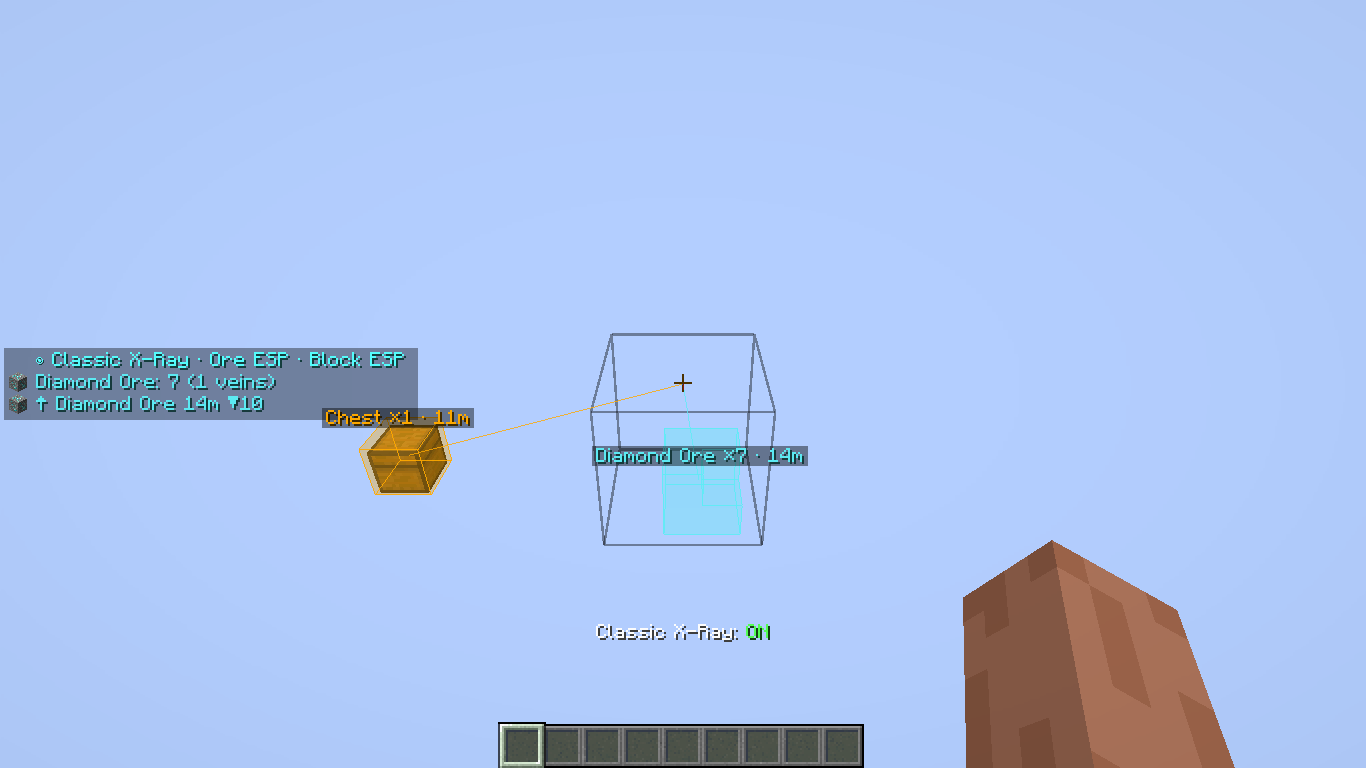 ◎ Classic X-Ray · Ore ESP · Block ESP
Diamond Ore: 7 (1 veins)
↑ Diamond Ore 14m ▼10
Chest ×1 · 11m
Diamond Ore ×7 · 14m
Classic X-Ray: ON